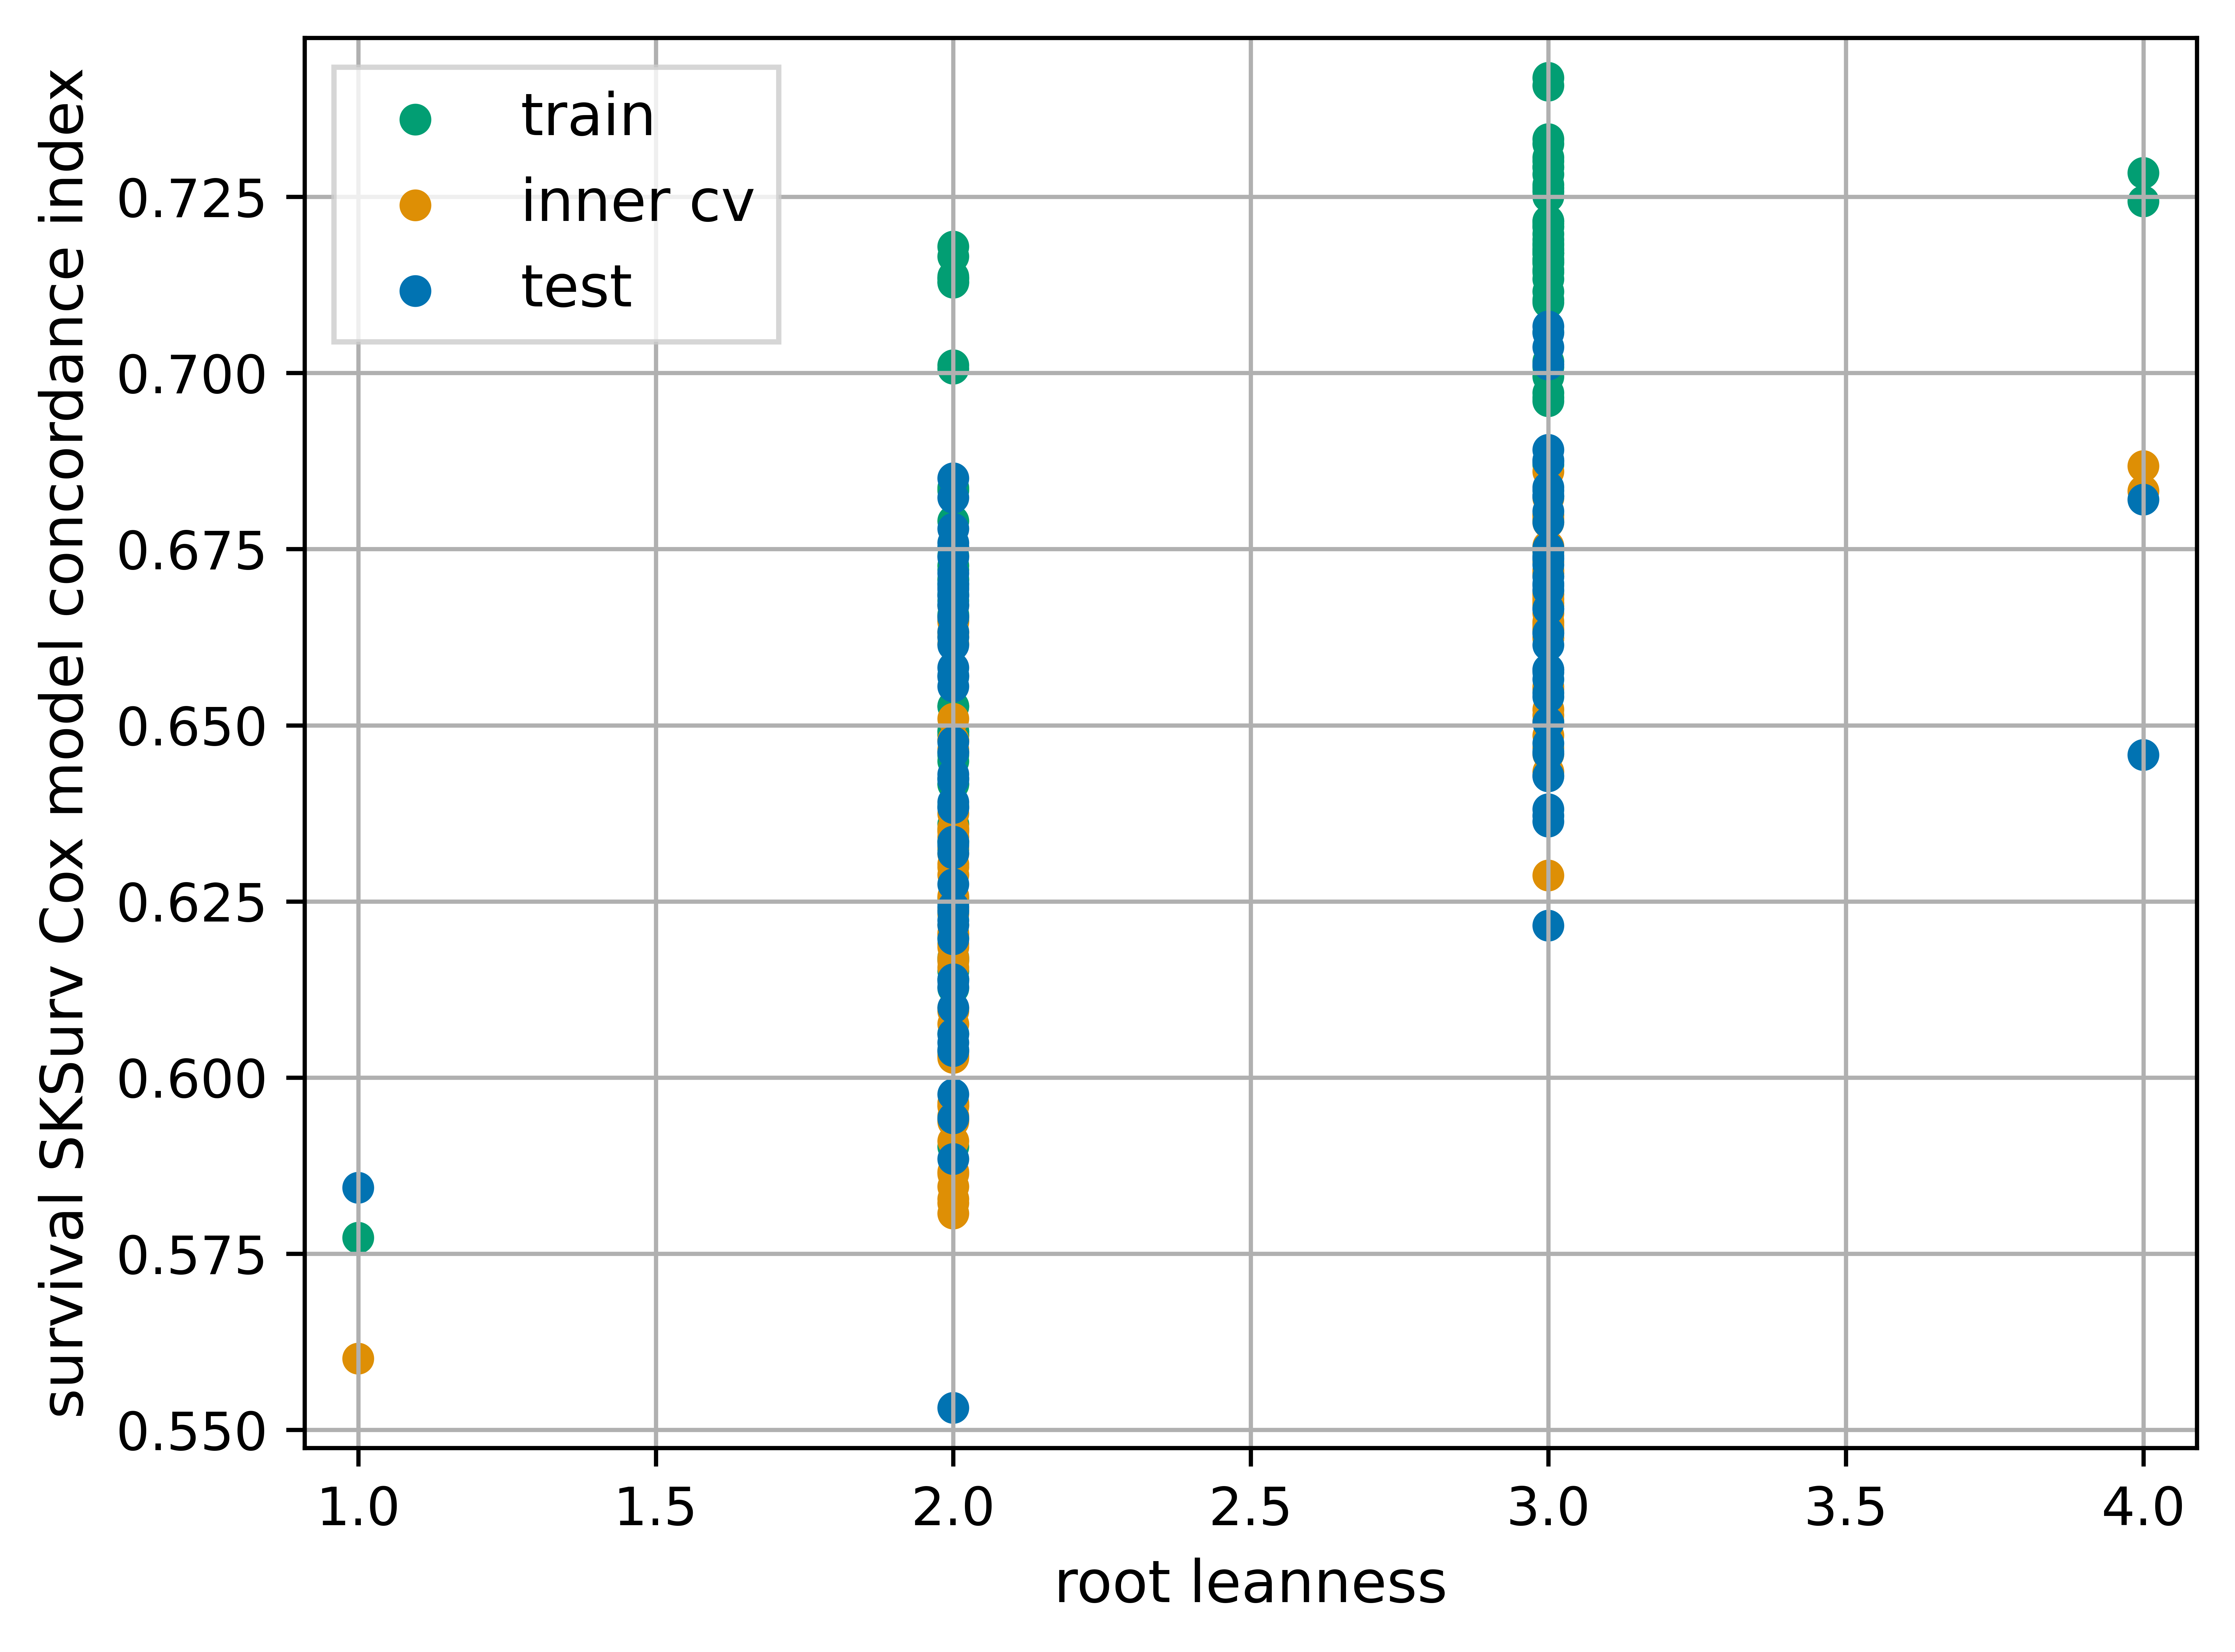 survival SKSurv Cox model concordance index
train
inner cv
test
0.725
0.700
0.675
0.650
0.625
0.600
0.575
0.550
1.0 1.5 2.0 2.5 3.0 3.5 4.0
root leanness